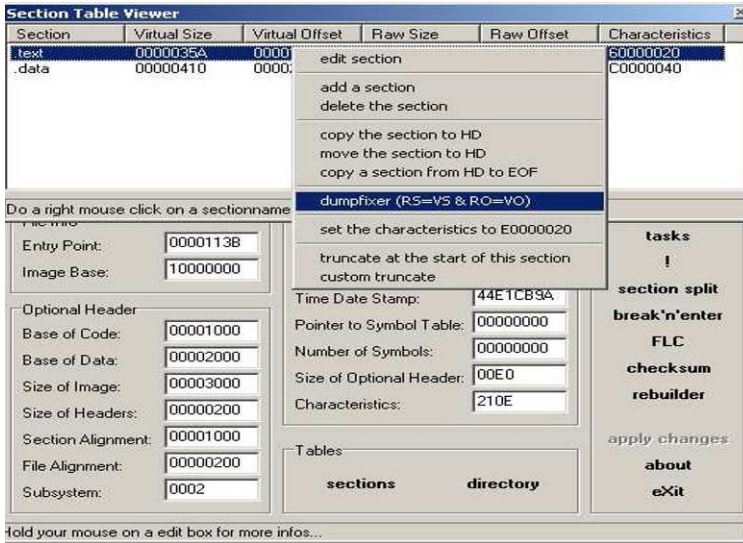 Section Table Viewer
Section Virtual Size Virtual Offset Raw Size Raw Offset Characteristics
.text 0000035A 60000020
.data 00000410 C0000040
edit section
add a section
delete the section
copy the section to HD
move the section to HD
copy a section from HD to EOF
dumpfixer (RS=VS & RO=VO)
set the characteristics to E0000020
truncate at the start of this section
custom truncate
Do a right mouse click on a sectionname
Entry Point: 0000113B
Image Base: 10000000
Optional Header
Base of Code: 00001000
Base of Data: 00002000
Size of Image: 00003000
Size of Headers: 00000200
Section Alignment: 00001000
File Alignment: 00000200
Subsystem: 0002
Time Date Stamp: 44E1CB9A
Pointer to Symbol Table: 00000000
Number of Symbols: 00000000
Size of Optional Header: 00E0
Characteristics: 210E
Tables
sections directory
tasks
!
section split
break'n'enter
FLC
checksum
rebuilder
apply changes
about
eXit
Hold your mouse on a edit box for more infos...